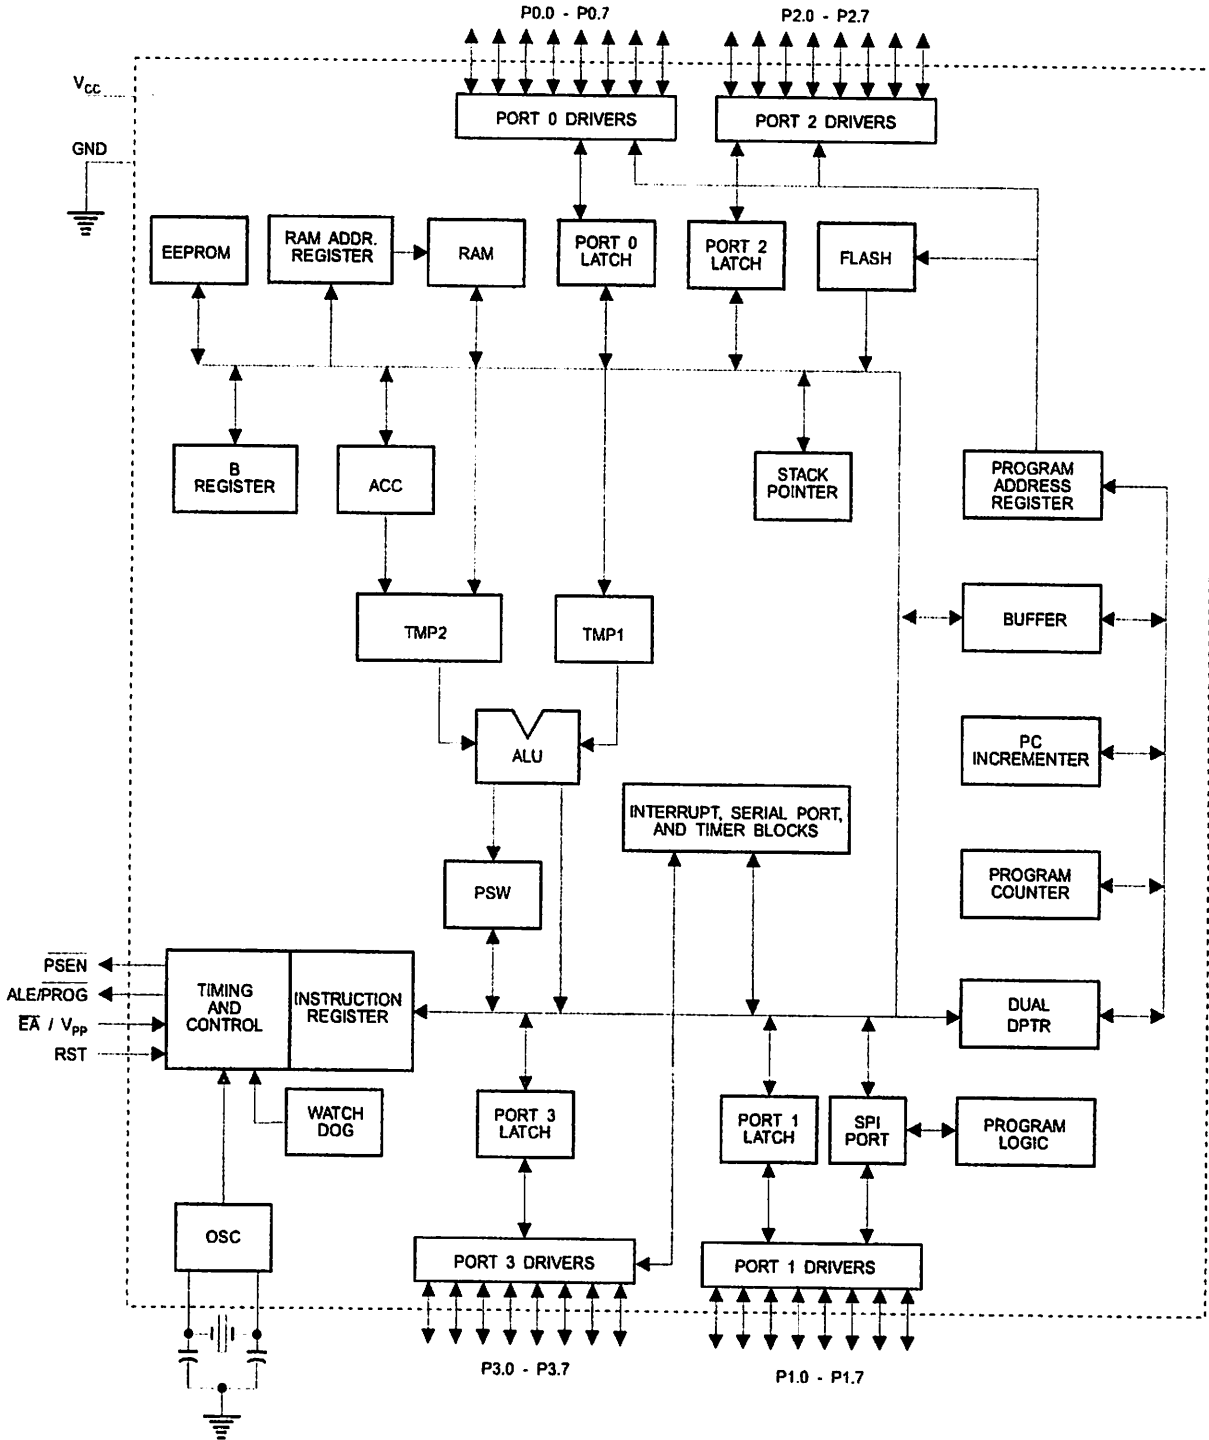 P0.0 - P0.7
P2.0 - P2.7
VCC
GND
PORT 0 DRIVERS
PORT 2 DRIVERS
EEPROM
RAM ADDR.
REGISTER
RAM
PORT 0
LATCH
PORT 2
LATCH
FLASH
B
REGISTER
ACC
STACK
POINTER
PROGRAM
ADDRESS
REGISTER
TMP2
TMP1
BUFFER
ALU
PC
INCREMENTER
INTERRUPT, SERIAL PORT,
AND TIMER BLOCKS
PSW
PROGRAM
COUNTER
PSEN
ALE/PROG
EA / VPP
RST
TIMING
AND
CONTROL
INSTRUCTION
REGISTER
DUAL
DPTR
WATCH
DOG
PORT 3
LATCH
PORT 1
LATCH
SPI
PORT
PROGRAM
LOGIC
OSC
PORT 3 DRIVERS
PORT 1 DRIVERS
P3.0 - P3.7
P1.0 - P1.7